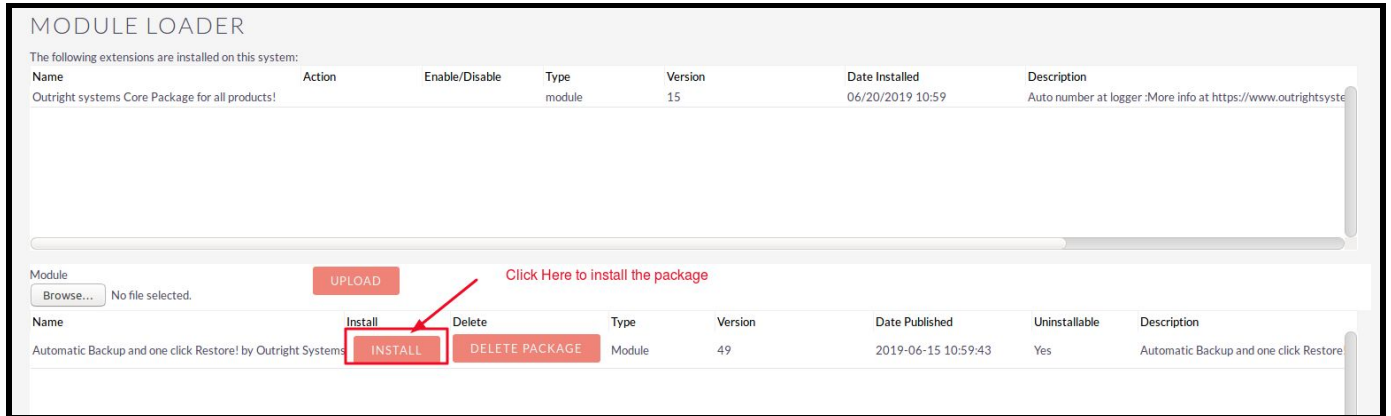 MODULE LOADER
The following extensions are installed on this system:
Name Action Enable/Disable Type Version Date Installed Description
Outright systems Core Package for all products! module 15 06/20/2019 10:59 Auto number at logger :More info at https://www.outrightsyste
Module
UPLOAD
Click Here to install the package
Browse... No file selected.
Name Install Delete Type Version Date Published Uninstallable Description
Automatic Backup and one click Restore! by Outright Systems INSTALL DELETE PACKAGE Module 49 2019-06-15 10:59:43 Yes Automatic Backup and one click Restore!